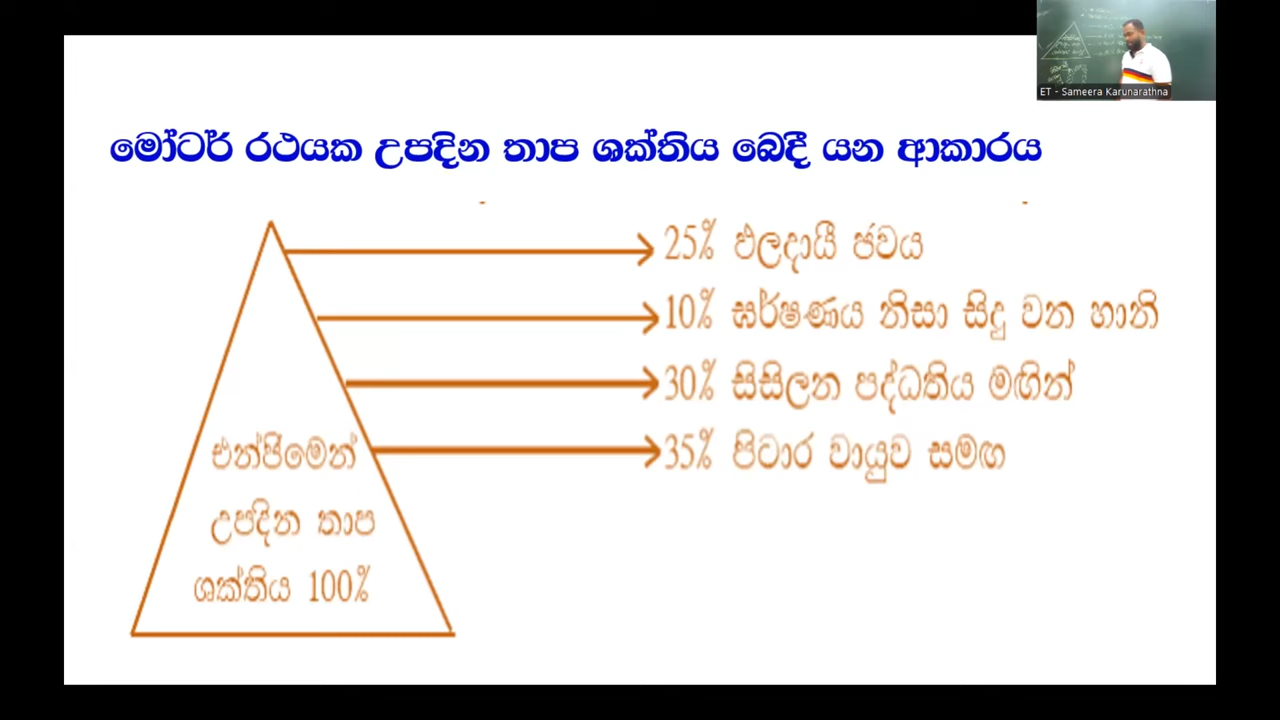 ET - Sameera Karunarathna
මෝටර් රථයක උපදින තාප ශක්තිය බෙදී යන ආකාරය
25% ඵලදායී ජවය
10% ඝර්ෂණය නිසා සිදු වන හානි
30% සිසිලන පද්ධතිය මඟින්
35% පිටාර වායුව සමඟ
එන්ජිමෙන්
උපදින තාප
ශක්තිය 100%